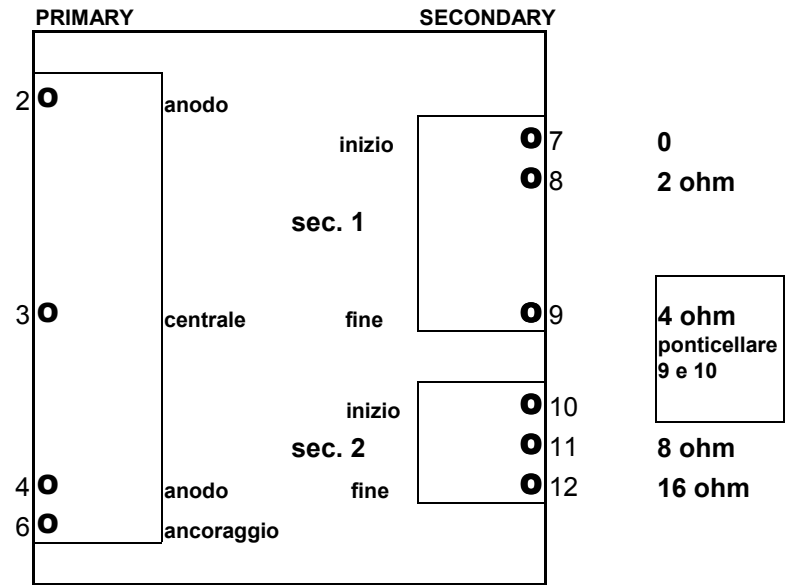 PRIMARY SECONDARY
2 O anodo
inizio O 7 0
O 8 2 ohm
sec. 1
3 O centrale fine O 9 4 ohm
ponticellare
9 e 10
inizio O 10
sec. 2 O 11 8 ohm
4 O anodo fine O 12 16 ohm
6 O ancoraggio